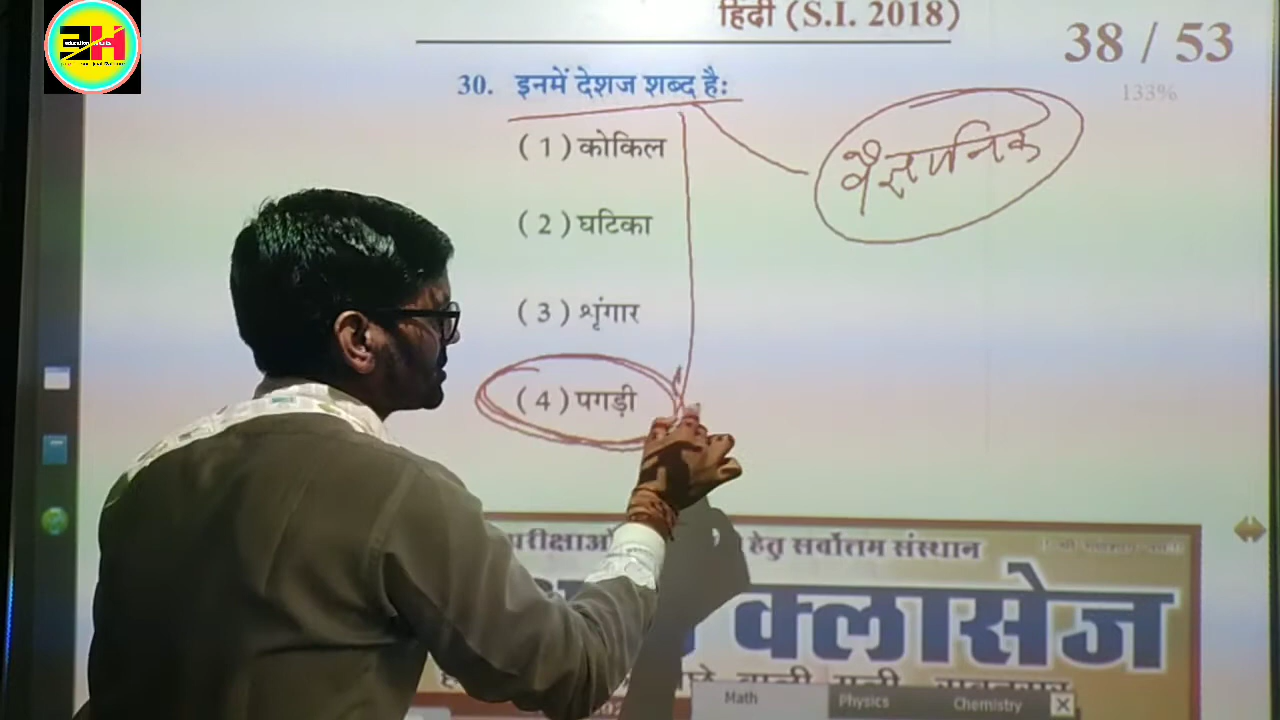 हिंदी (S.I. 2018)
38 / 53
133%
30. इनमें देशज शब्द है:
(1) कोकिल
(2) घटिका
(3) शृंगार
(4) पगड़ी
वैज्ञानिक
हेतु सर्वोत्तम संस्थान
क्लासेज
Math Physics Chemistry